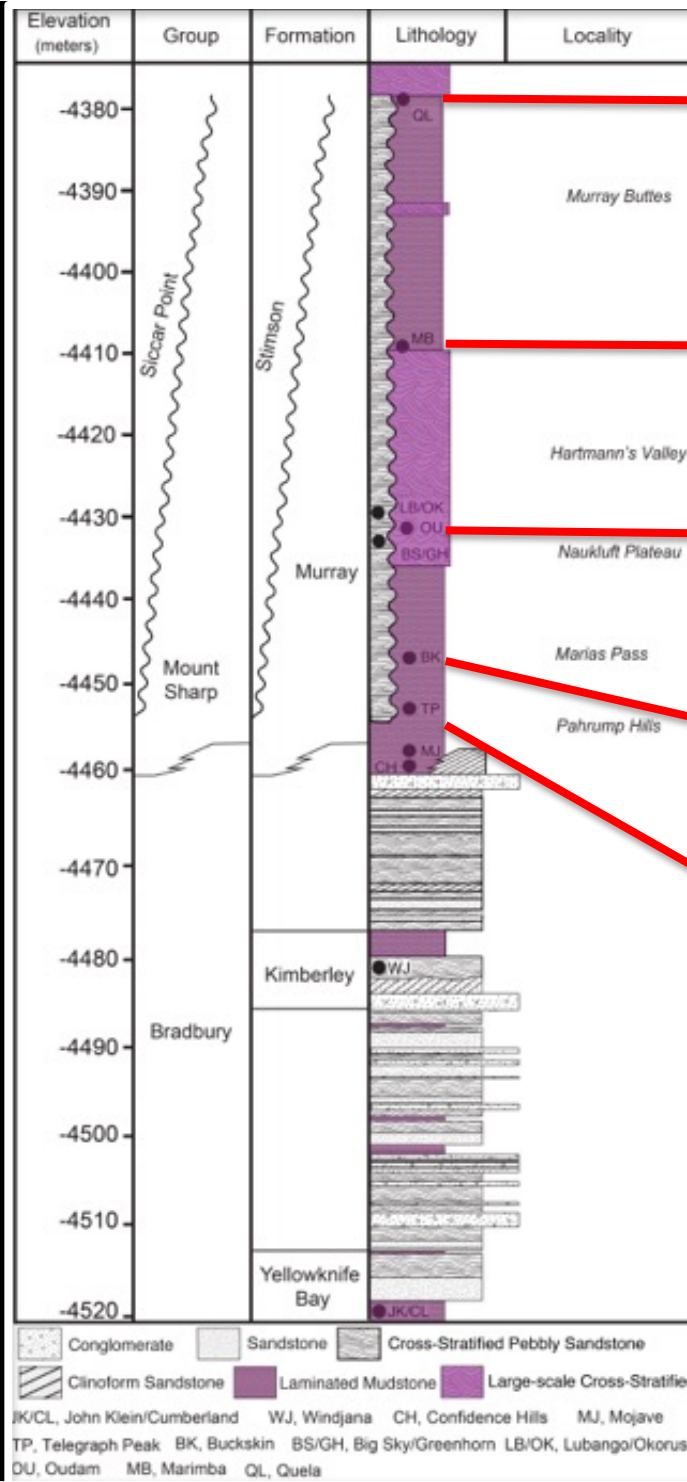 Elevation (meters) Group Formation Lithology Locality
-4380
QL
-4390
Murray Buttes
-4400
Siccar Point
Stimson
-4410
MB
-4420
Hartmann's Valley
-4430
LB/OK
OU
BS/GH
Naukluft Plateau
Murray
-4440
-4450
BK
Marias Pass
Mount Sharp
TP
Pahrump Hills
MJ
-4460
CH
-4470
-4480
WJ
Kimberley
-4490
Bradbury
-4500
-4510
Yellowknife Bay
-4520
JK/CL
Conglomerate Sandstone Cross-Stratified Pebbly Sandstone
Clinoform Sandstone Laminated Mudstone Large-scale Cross-Stratifie
JK/CL, John Klein/Cumberland WJ, Windjana CH, Confidence Hills MJ, Mojave
TP, Telegraph Peak BK, Buckskin BS/GH, Big Sky/Greenhorn LB/OK, Lubango/Okorus
OU, Oudam MB, Marimba QL, Quela